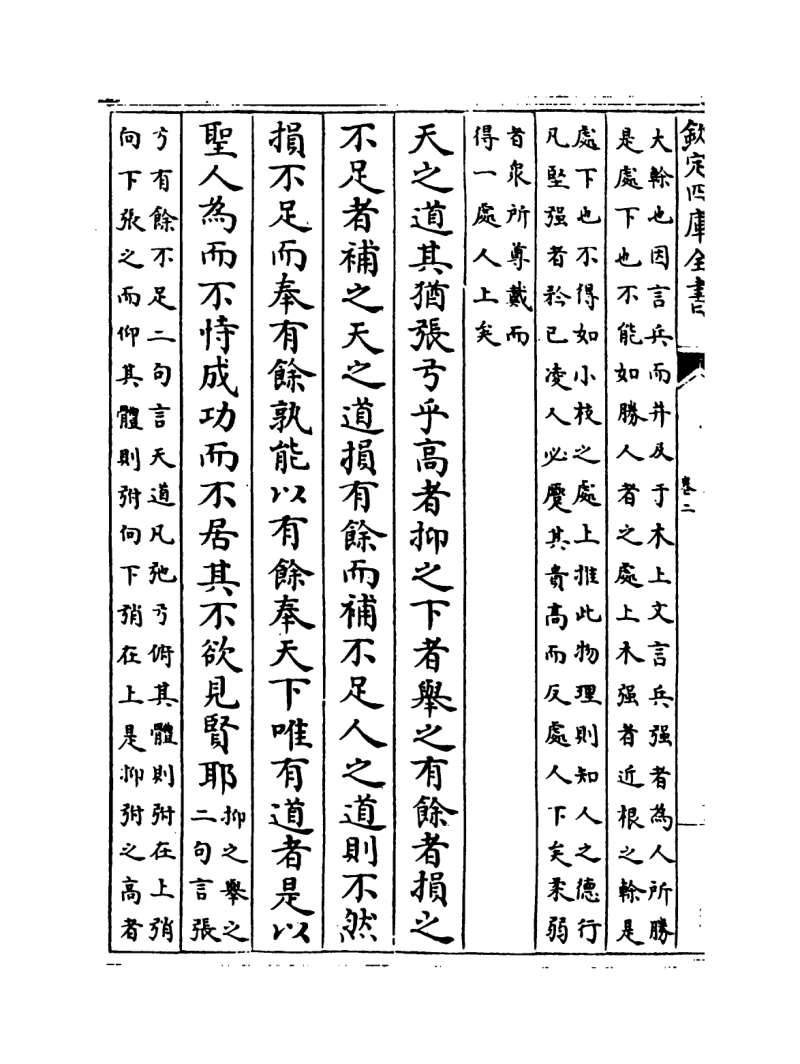 欽定四庫全書
卷二
大榦也因言兵而幷及于木上文言兵强者為人所勝
是處下也不能如勝人者之處上木强者近根之榦是
處下也不得如小枝之處上推此物理則知人之德行
凡堅强者矜已凌人必蹷其貴高而反處人下矣柔弱
者衆所尊戴而
得一處人上矣
天之道其猶張弓乎高者抑之下者舉之有餘者損之
不足者補之天之道損有餘而補不足人之道則不然
損不足而奉有餘孰能以有餘奉天下唯有道者是以
聖人為而不恃成功而不居其不欲見賢耶
抑之舉之
二句言張
弓有餘不足二句言天道凡弛弓俯其體則弣在上弰
向下張之而仰其體則弣向下弰在上是抑弣之高者